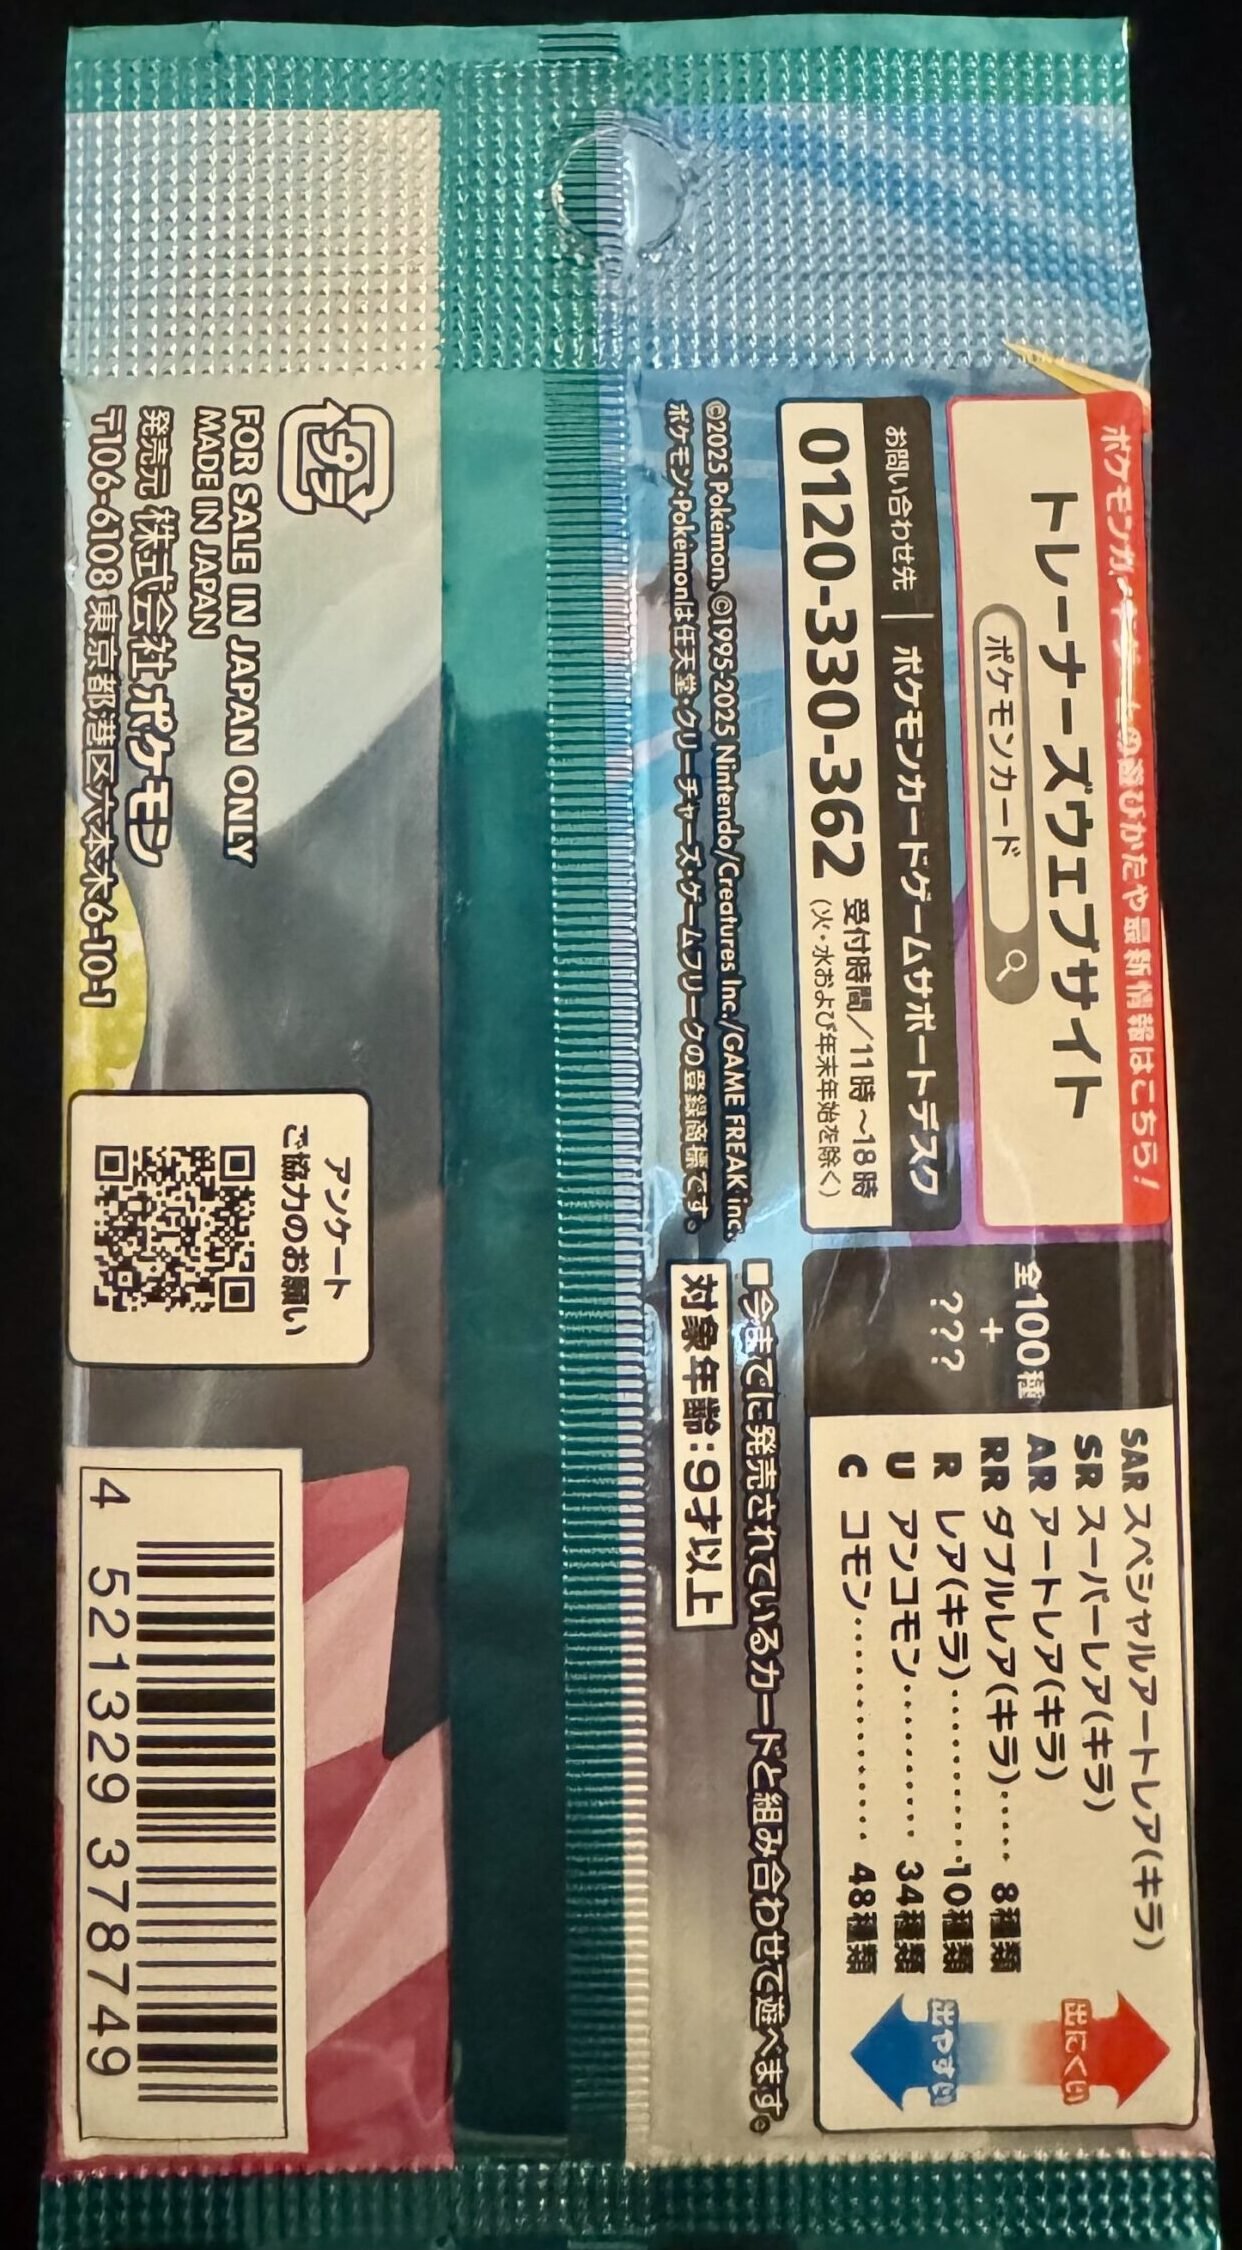 ポケモンカードゲームの遊びかたや最新情報はこちら!
トレーナーズウェブサイト
ポケモンカード
お問い合わせ先 | ポケモンカードゲームサポートデスク
0120-330-362
受付時間/11時~18時
(火・水および年末年始を除く)
©2025 Pokémon. ©1995-2025 Nintendo/Creatures Inc./GAME FREAK inc.
ポケモン・Pokémonは任天堂・クリーチャーズ・ゲームフリークの登録商標です。
全100種
+
???
SAR スペシャルアートレア(キラ)
SR スーパーレア(キラ)
AR アートレア(キラ)
RR ダブルレア(キラ)…… 8種類
R レア(キラ)…………10種類
U アンコモン…………34種類
C コモン………………48種類
出にくい
出やすい
■今までに発売されているカードと組み合わせて遊べます。
対象年齢:9才以上
プラ
FOR SALE IN JAPAN ONLY
MADE IN JAPAN
発売元 株式会社ポケモン
〒106-6108 東京都港区六本木6-10-1
アンケート
ご協力のお願い
4 521329 378749